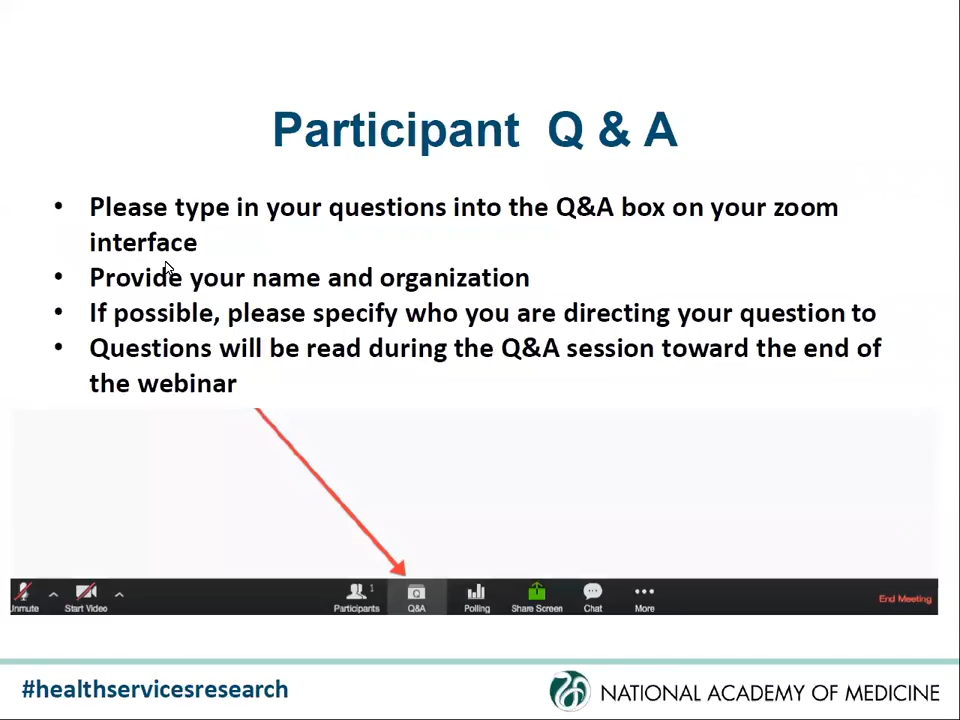 Participant Q & A
• Please type in your questions into the Q&A box on your zoom
interface
• Provide your name and organization
• If possible, please specify who you are directing your question to
• Questions will be read during the Q&A session toward the end of
the webinar
Unmute Start Video Participants 1 Q&A Polling Share Screen Chat More End Meeting
#healthservicesresearch NATIONAL ACADEMY OF MEDICINE